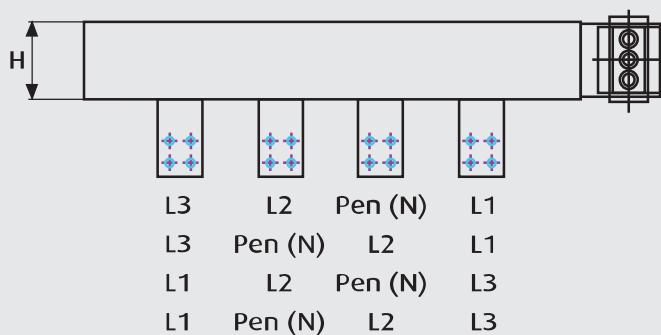 H
L3 L2 Pen (N) L1
L3 Pen (N) L2 L1
L1 L2 Pen (N) L3
L1 Pen (N) L2 L3